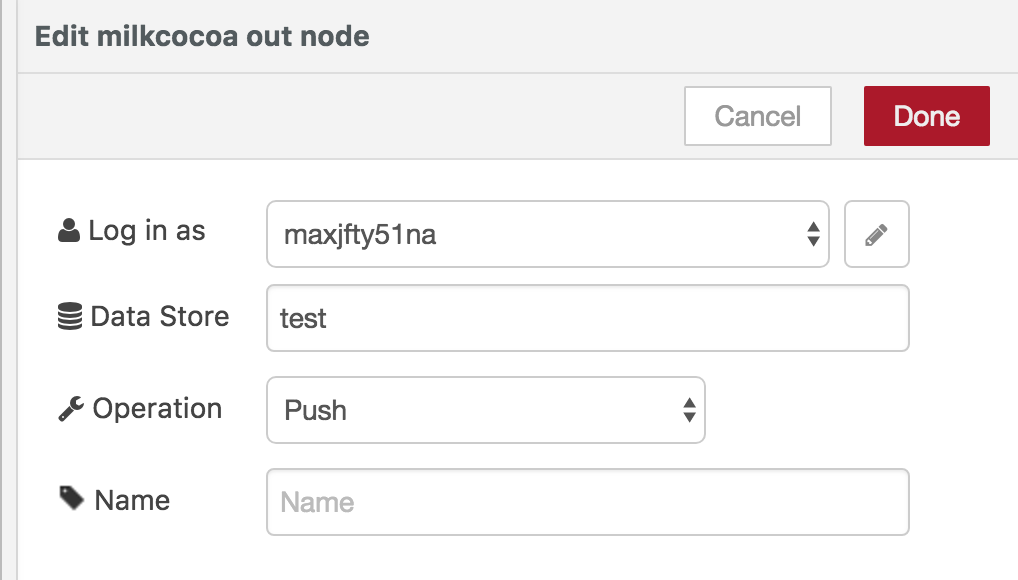 Edit milkcocoa out node
Cancel Done
Log in as maxjfty51na
Data Store test
Operation Push
Name Name